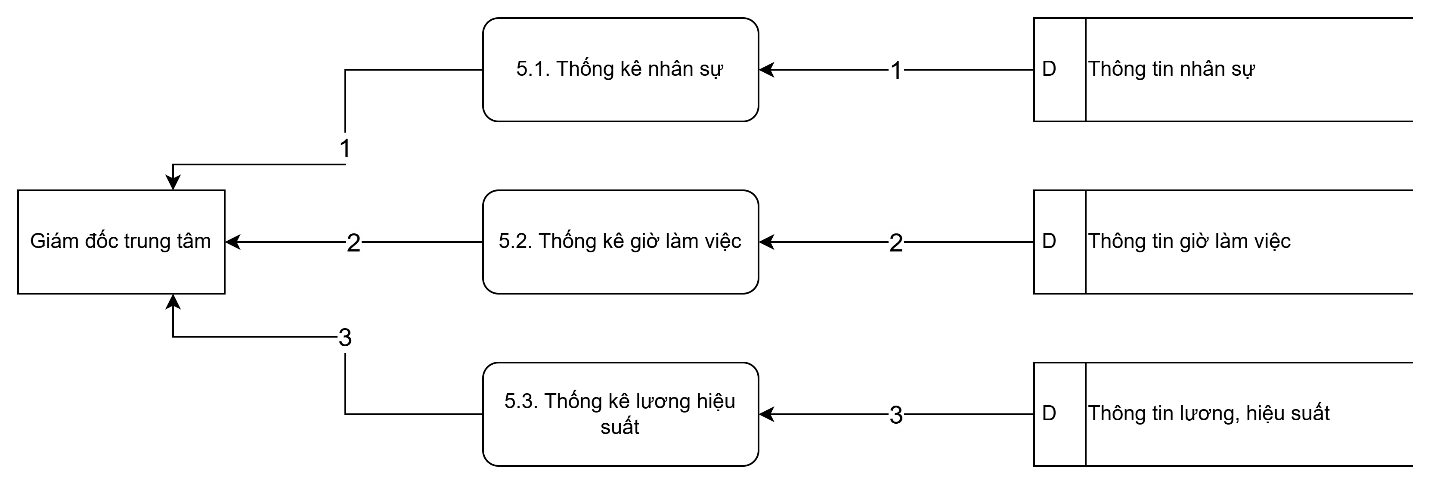 5.1. Thống kê nhân sự
1
D
Thông tin nhân sự
1
Giám đốc trung tâm
2
5.2. Thống kê giờ làm việc
2
D
Thông tin giờ làm việc
3
5.3. Thống kê lương hiệu
suất
3
D
Thông tin lương, hiệu suất